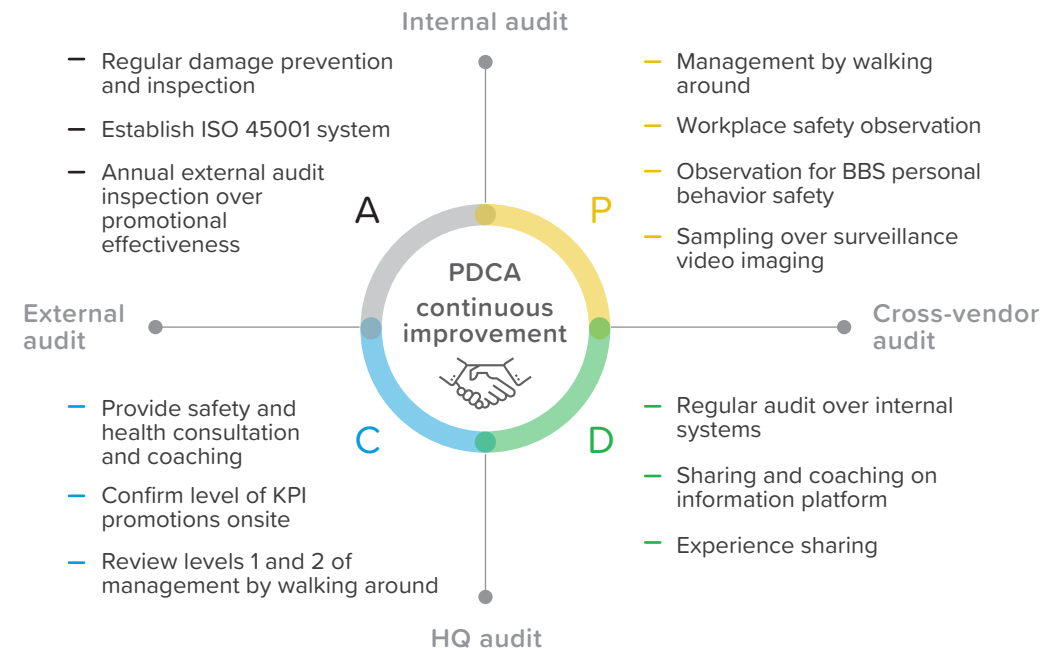 Internal audit
Regular damage prevention
and inspection
Establish ISO 45001 system
Annual external audit
inspection over
promotional
effectiveness
A
Management by walking
around
Workplace safety observation
Observation for BBS personal
behavior safety
Sampling over surveillance
video imaging
P
PDCA
continuous
improvement
External
audit
Cross-vendor
audit
Provide safety and
health consultation
and coaching
Confirm level of KPI
promotions onsite
Review levels 1 and 2 of
management by walking around
C
D
Regular audit over internal
systems
Sharing and coaching on
information platform
Experience sharing
HQ audit